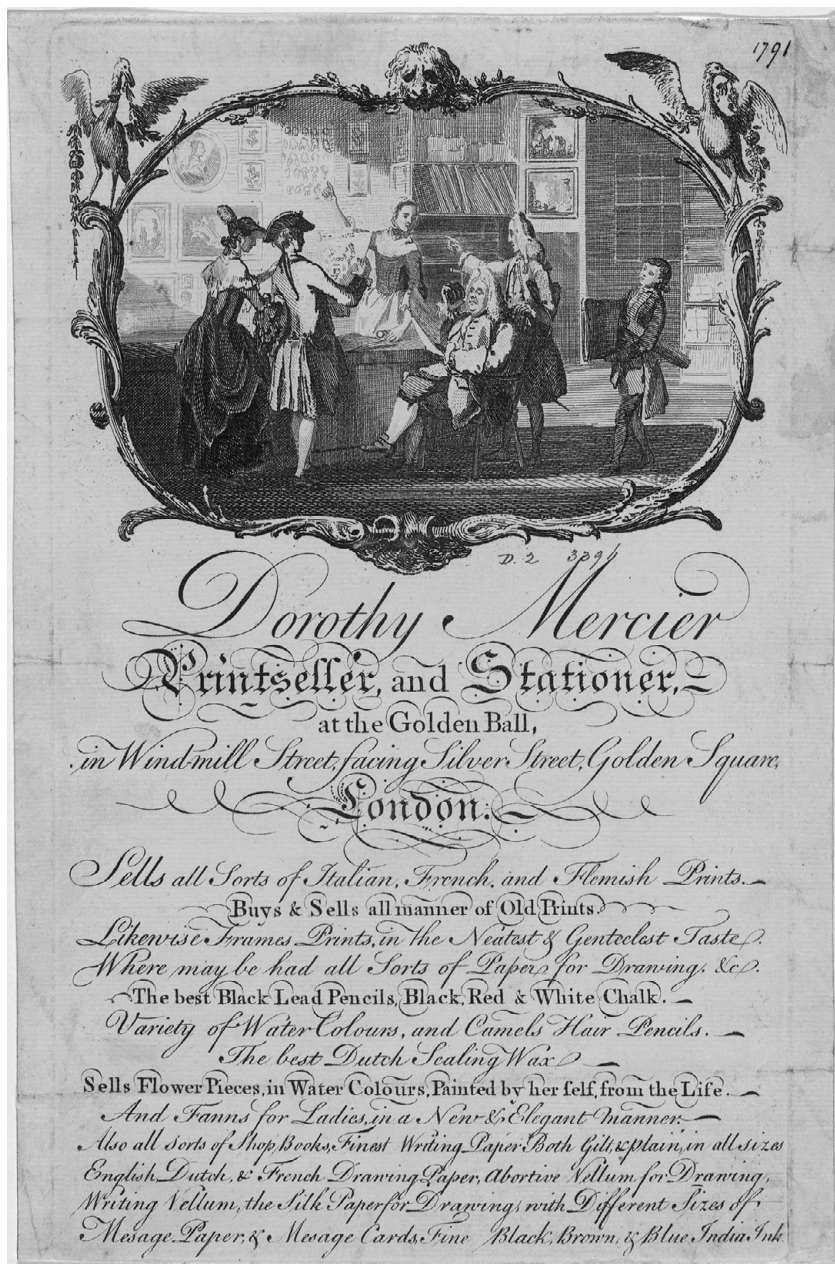 1791
D. 2 3396
Dorothy Mercier
Printseller, and Stationer,
at the Golden Ball,
in Windmill Street, facing Silver Street, Golden Square,
London.
Sells all Sorts of Italian, French, and Flemish Prints.
Buys & Sells all manner of Old Prints.
Likewise Frames Prints, in the Neatest & Genteelest Taste.
Where may be had all Sorts of Paper for Drawing, &c.
The best Black Lead Pencils, Black, Red & White Chalk.
Variety of Water Colours, and Camels Hair Pencils.
The best Dutch Sealing Wax
Sells Flower Pieces, in Water Colours, Painted by her self, from the Life.
And Fanns for Ladies, in a New & Elegant manner.
Also all sorts of Shop Books, Finest Writing Paper Both Gilt, & plain, in all sizes
English, Dutch, & French Drawing Paper, Abortive Vellum for Drawing,
Writing Vellum, the Silk Paper for Drawing, with Different Sizes of
Mesage Paper, & Mesage Cards, Fine Black, Brown, & Blue India Ink